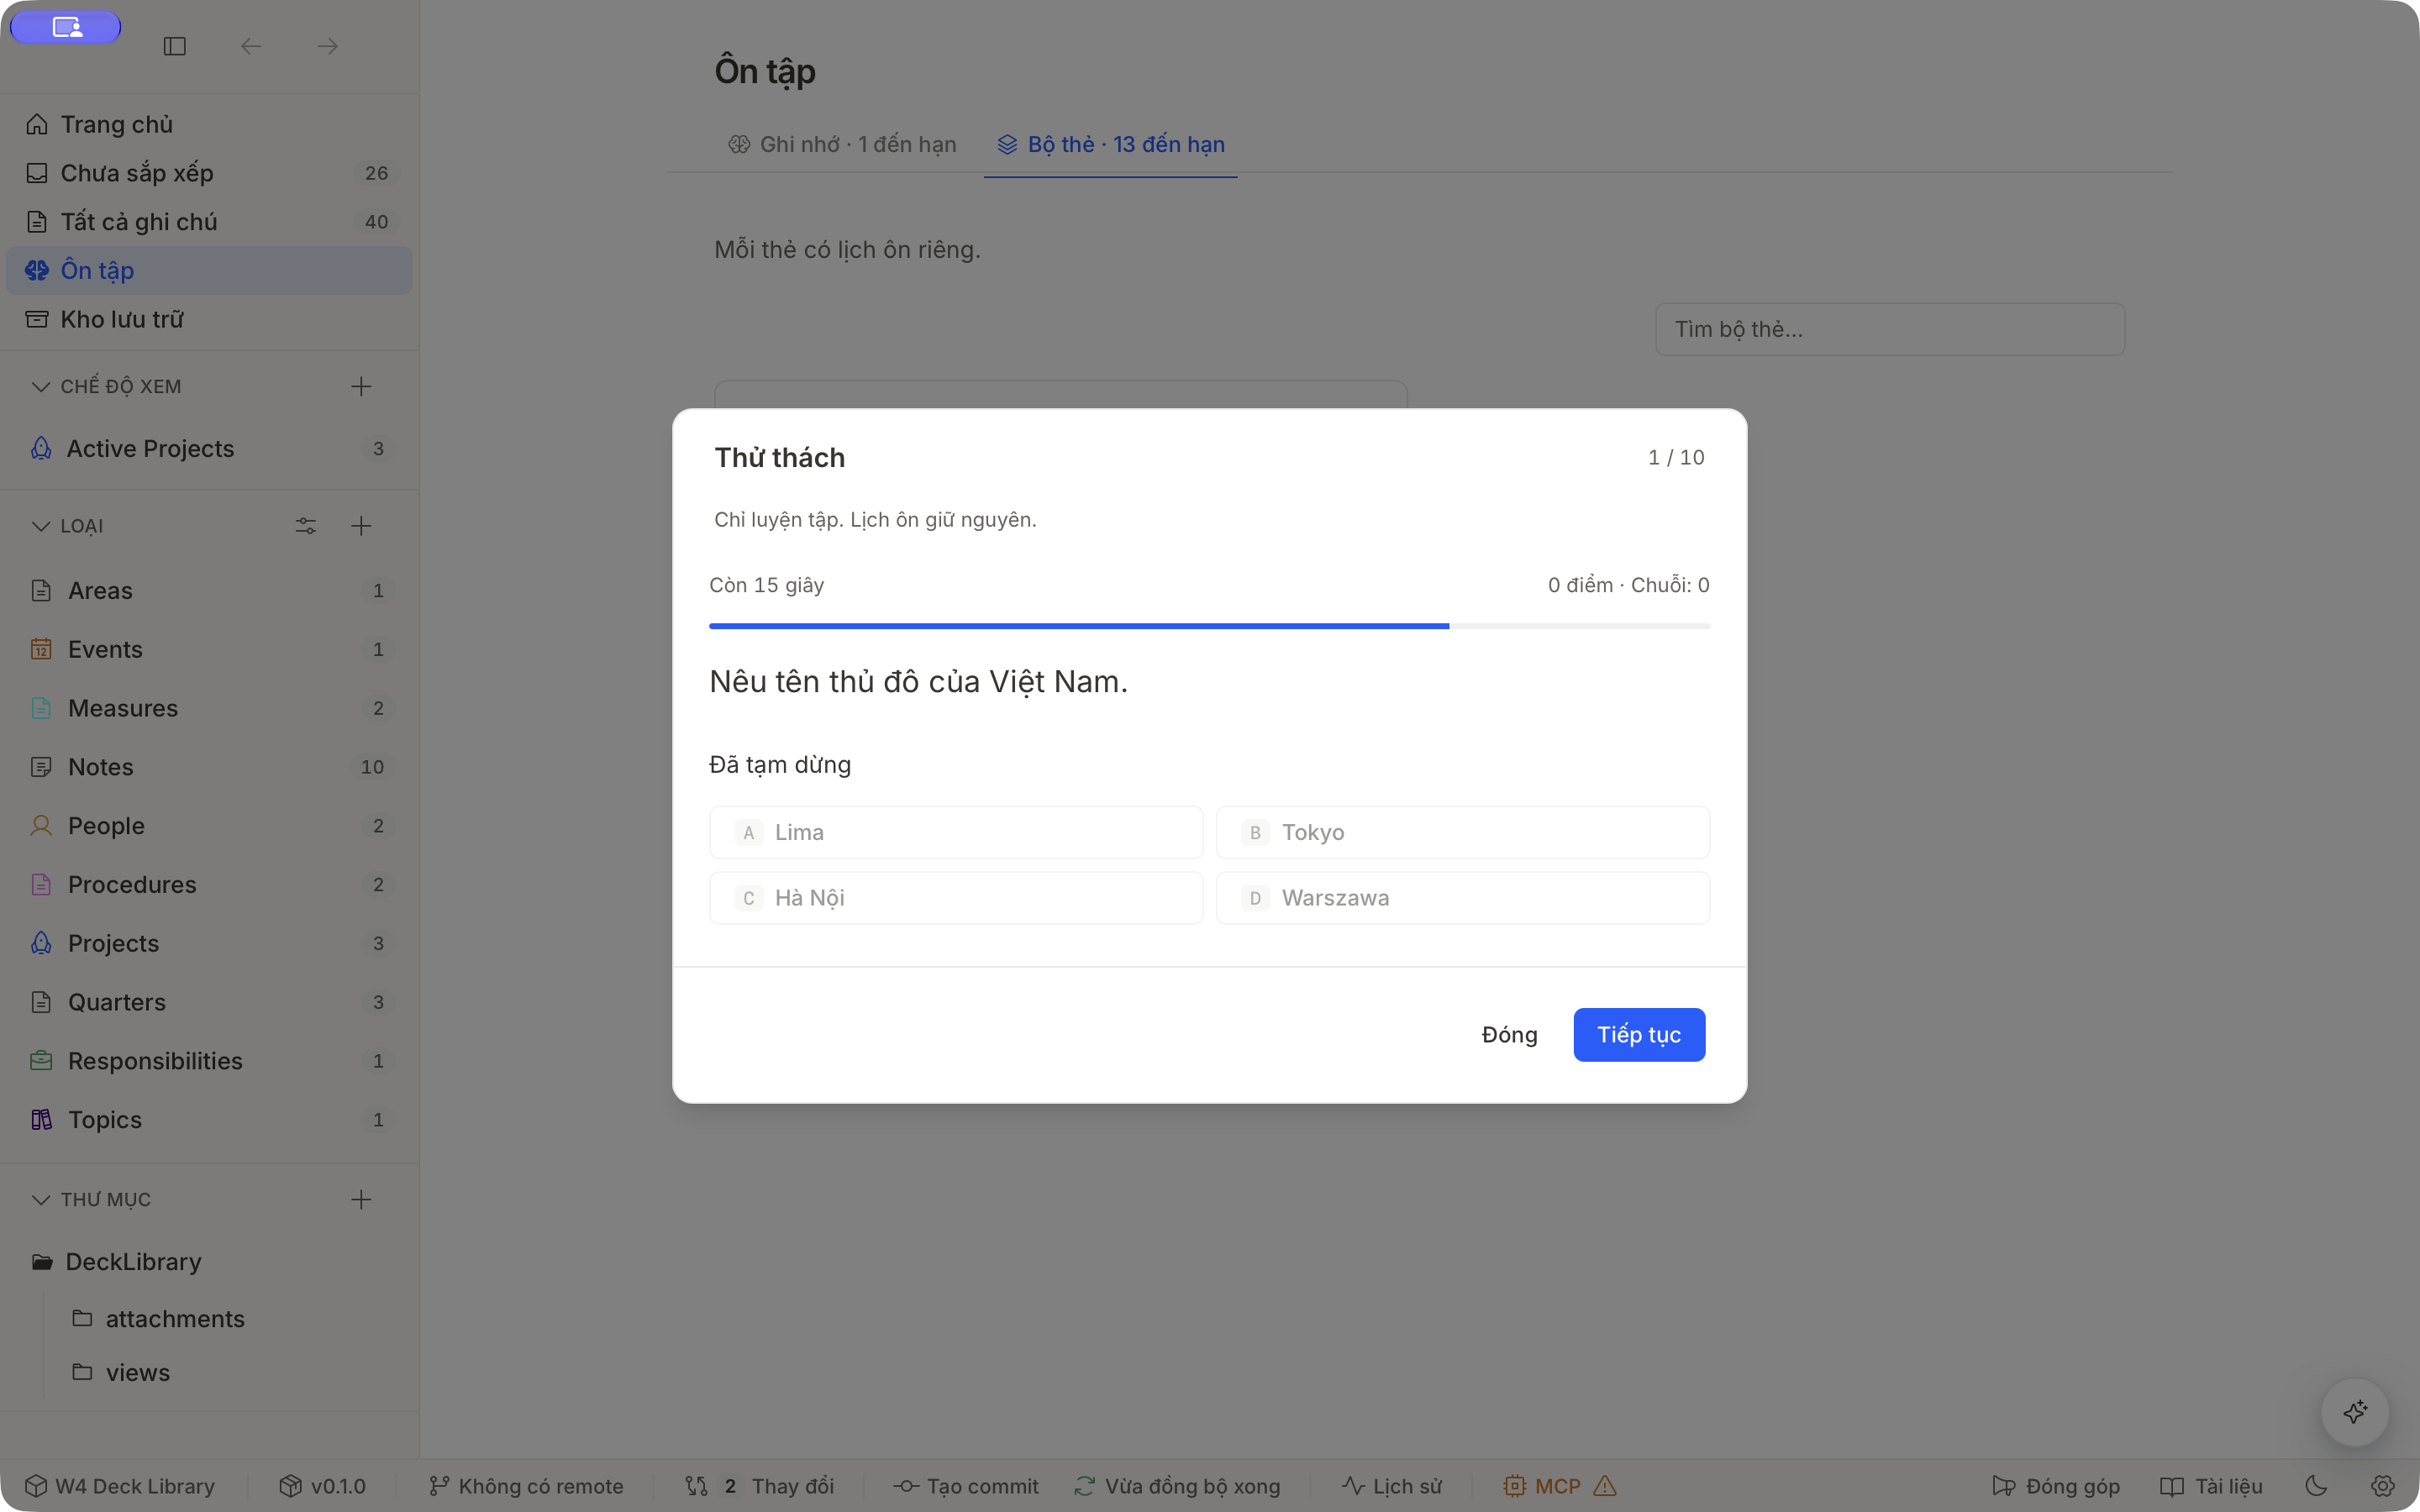 Trang chủ
Chưa sắp xếp 26
Tất cả ghi chú 40
Ôn tập
Kho lưu trữ
CHẾ ĐỘ XEM
Active Projects 3
LOẠI
Areas 1
12 Events 1
Measures 2
Notes 10
People 2
Procedures 2
Projects 3
Quarters 3
Responsibilities 1
Topics 1
THƯ MỤC
DeckLibrary
attachments
views
Ôn tập
Ghi nhớ · 1 đến hạn Bộ thẻ · 13 đến hạn
Mỗi thẻ có lịch ôn riêng.
Tìm bộ thẻ...
Thử thách 1 / 10
Chỉ luyện tập. Lịch ôn giữ nguyên.
Còn 15 giây 0 điểm · Chuỗi: 0
Nêu tên thủ đô của Việt Nam.
Đã tạm dừng
A Lima B Tokyo
C Hà Nội D Warszawa
Đóng Tiếp tục
W4 Deck Library v0.1.0 Không có remote 2 Thay đổi Tạo commit Vừa đồng bộ xong Lịch sử MCP Đóng góp Tài liệu